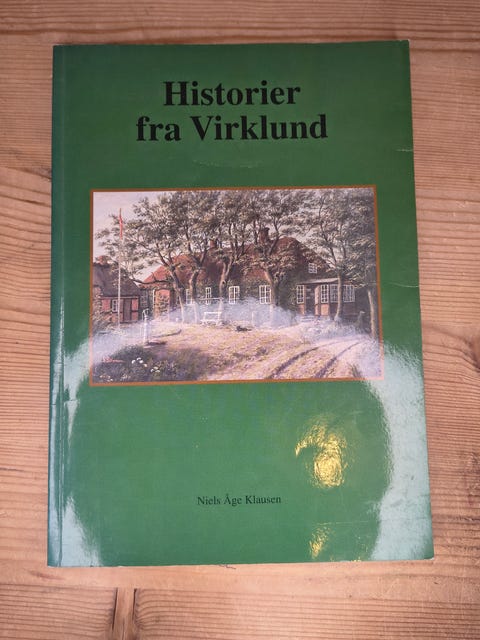 Historier
fra Virklund
Niels Åge Klausen